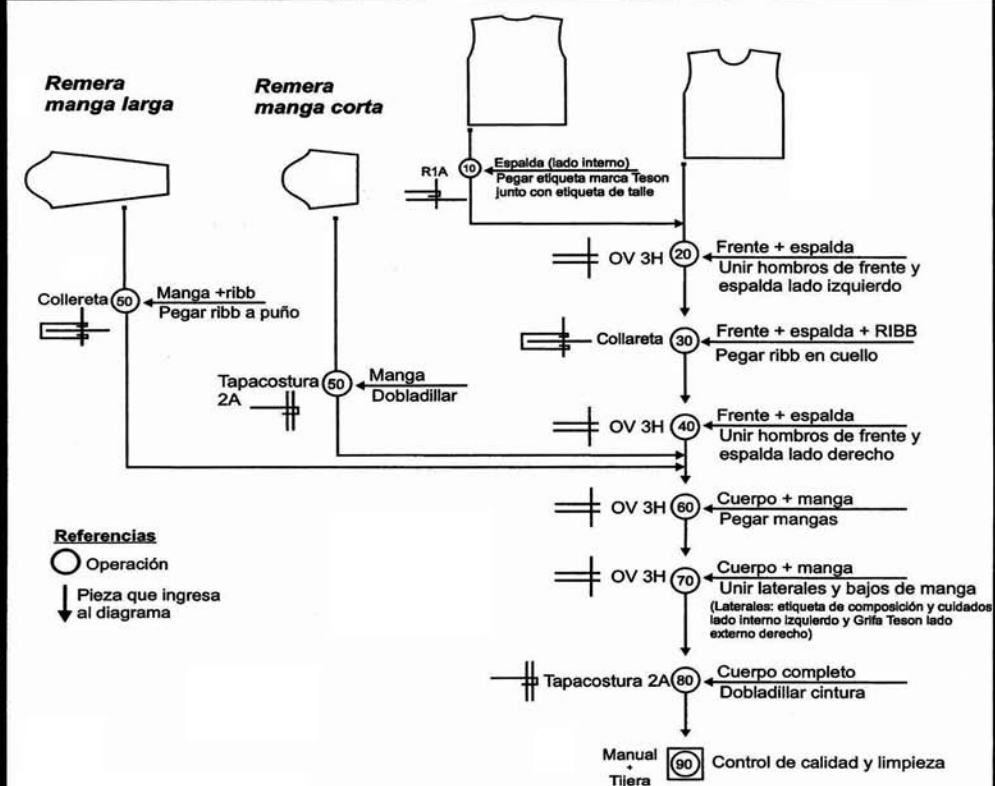 Remera
manga larga
Remera
manga corta
R1A
10
Espalda (lado interno)
Pegar etiqueta marca Teson
junto con etiqueta de talle
OV 3H
20
Frente + espalda
Unir hombros de frente y
espalda lado izquierdo
Collereta
50
Manga +ribb
Pegar ribb a puño
Collareta
30
Frente + espalda + RIBB
Pegar ribb en cuello
Tapacostura
2A
50
Manga
Dobladillar
OV 3H
40
Frente + espalda
Unir hombros de frente y
espalda lado derecho
OV 3H
60
Cuerpo + manga
Pegar mangas
Referencias
Operación
Pieza que ingresa
al diagrama
OV 3H
70
Cuerpo + manga
Unir laterales y bajos de manga
(Laterales: etiqueta de composición y cuidados
lado interno izquierdo y Grifa Teson lado
externo derecho)
Tapacostura 2A
80
Cuerpo completo
Dobladillar cintura
Manual
+
Tijera
90
Control de calidad y limpieza